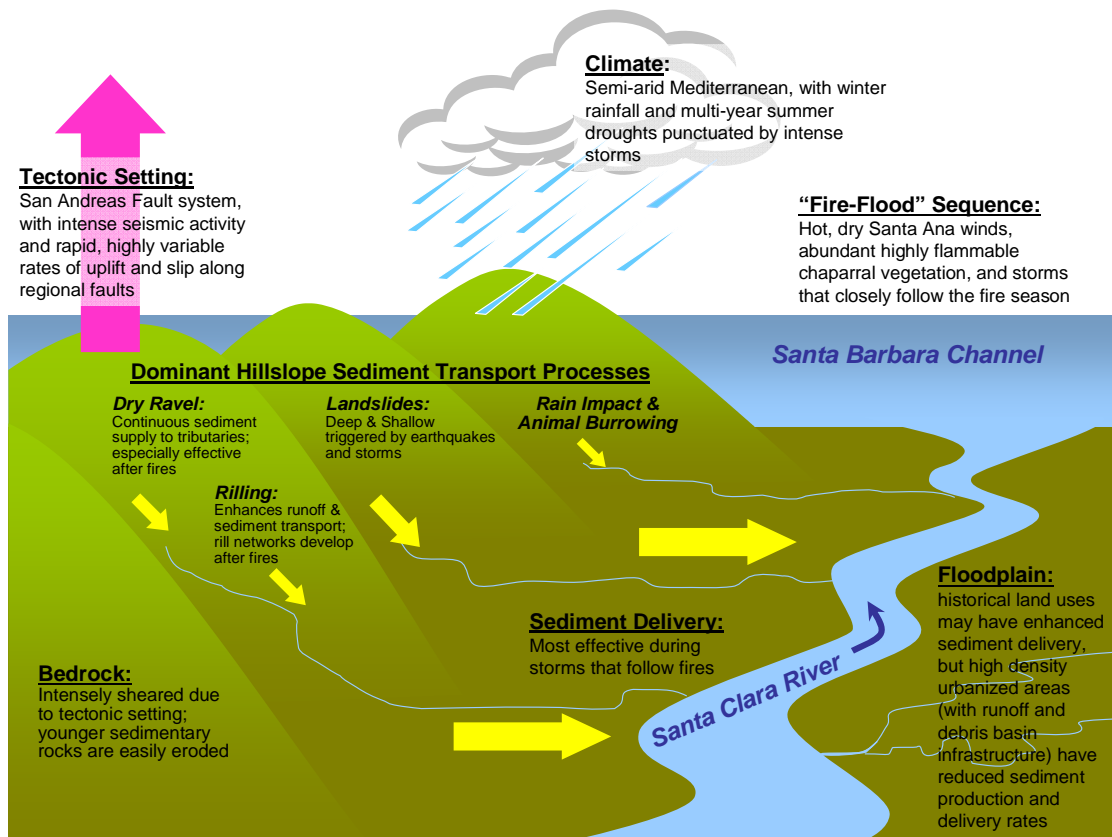 Climate:
Semi-arid Mediterranean, with winter
rainfall and multi-year summer
droughts punctuated by intense
storms
Tectonic Setting:
San Andreas Fault system,
with intense seismic activity
and rapid, highly variable
rates of uplift and slip along
regional faults
“Fire-Flood” Sequence:
Hot, dry Santa Ana winds,
abundant highly flammable
chaparral vegetation, and storms
that closely follow the fire season
Santa Barbara Channel
Dominant Hillslope Sediment Transport Processes
Dry Ravel:
Continuous sediment
supply to tributaries;
especially effective
after fires
Landslides:
Deep & Shallow
triggered by earthquakes
and storms
Rain Impact &
Animal Burrowing
Rilling:
Enhances runoff &
sediment transport;
rill networks develop
after fires
Sediment Delivery:
Most effective during
storms that follow fires
Bedrock:
Intensely sheared due
to tectonic setting;
younger sedimentary
rocks are easily eroded
Santa Clara River
Floodplain:
historical land uses
may have enhanced
sediment delivery,
but high density
urbanized areas
(with runoff and
debris basin
infrastructure) have
reduced sediment
production and
delivery rates